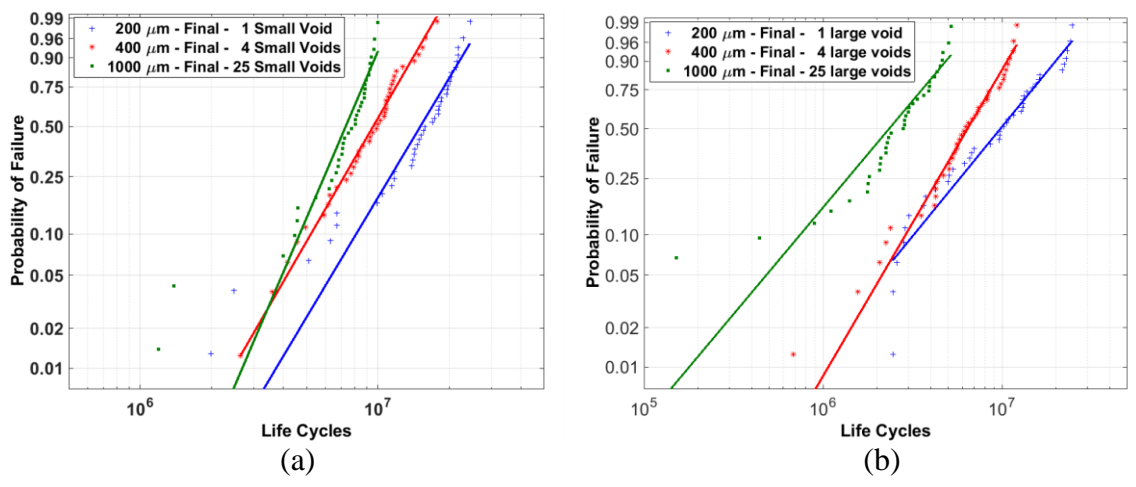 0.99
0.96
0.90
0.75
0.50
0.25
0.10
0.05
0.02
0.01
Probability of Failure
200 μm - Final - 1 Small Void
400 μm - Final - 4 Small Voids
1000 μm - Final - 25 Small Voids
10^6
10^7
Life Cycles
(a)
0.99
0.96
0.90
0.75
0.50
0.25
0.10
0.05
0.02
0.01
Probability of Failure
200 μm - Final - 1 large void
400 μm - Final - 4 large voids
1000 μm - Final - 25 large voids
10^5
10^6
10^7
Life Cycles
(b)